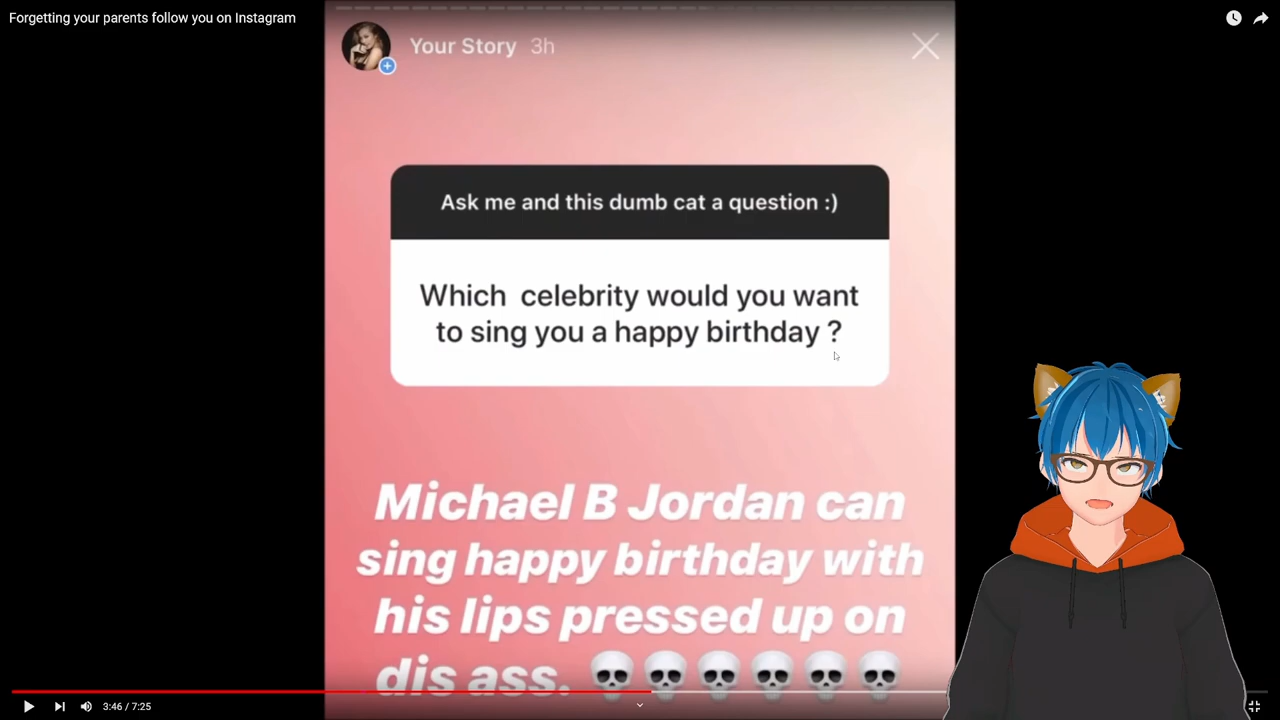 Forgetting your parents follow you on Instagram
Your Story 3h
Ask me and this dumb cat a question :)
Which celebrity would you want
to sing you a happy birthday ?
Michael B Jordan can
sing happy birthday with
his lips pressed up on
dis ass. 💀💀💀💀💀💀
3:46 / 7:25